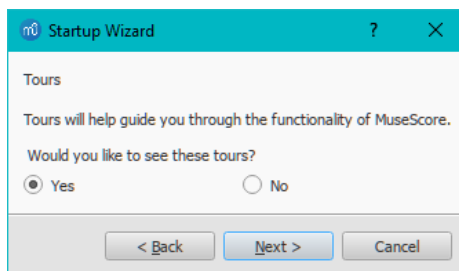 Startup Wizard ?
Tours
Tours will help guide you through the functionality of MuseScore.
Would you like to see these tours?
Yes No
< Back Next > Cancel